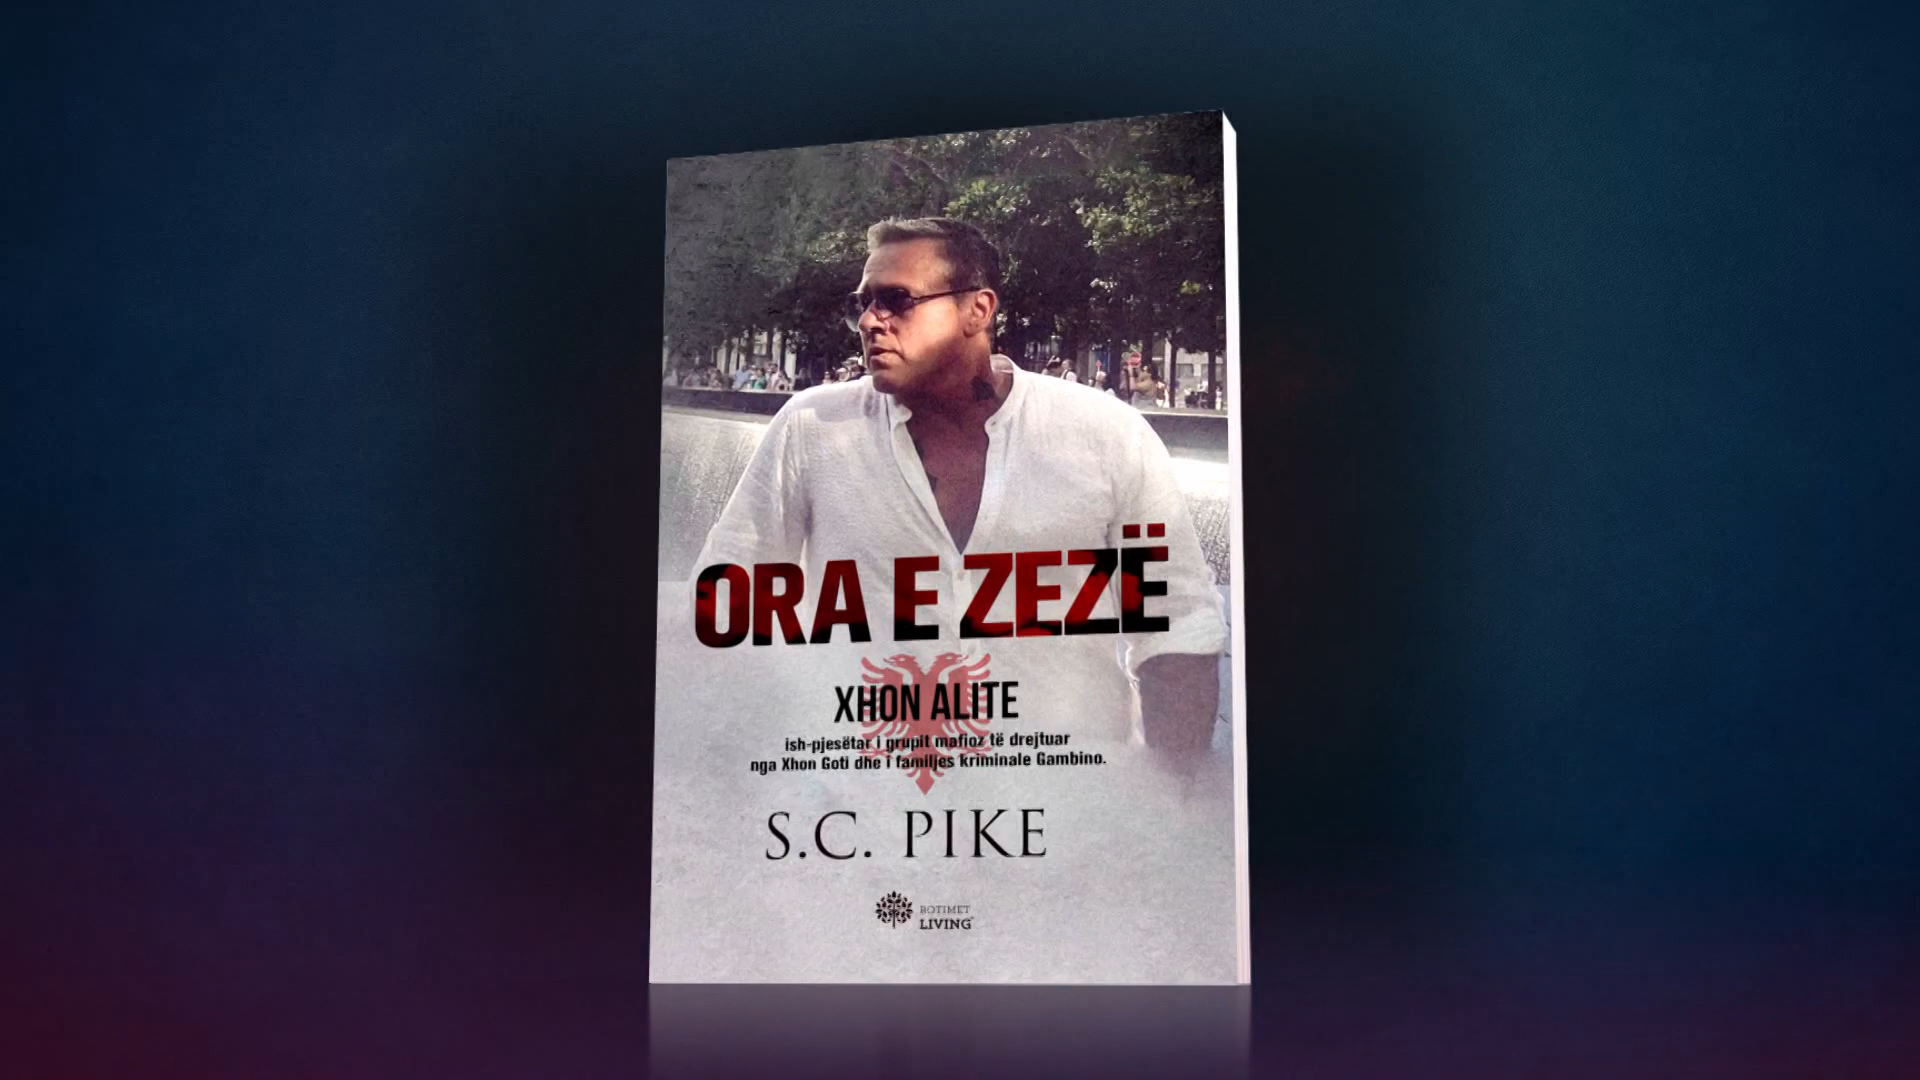 ORA E ZEZË
XHON ALITE
ish-pjesëtar i grupit mafioz të drejtuar
nga Xhon Goti dhe i familjes kriminale Gambino.
S.C. PIKE
BOTIMET
LIVING